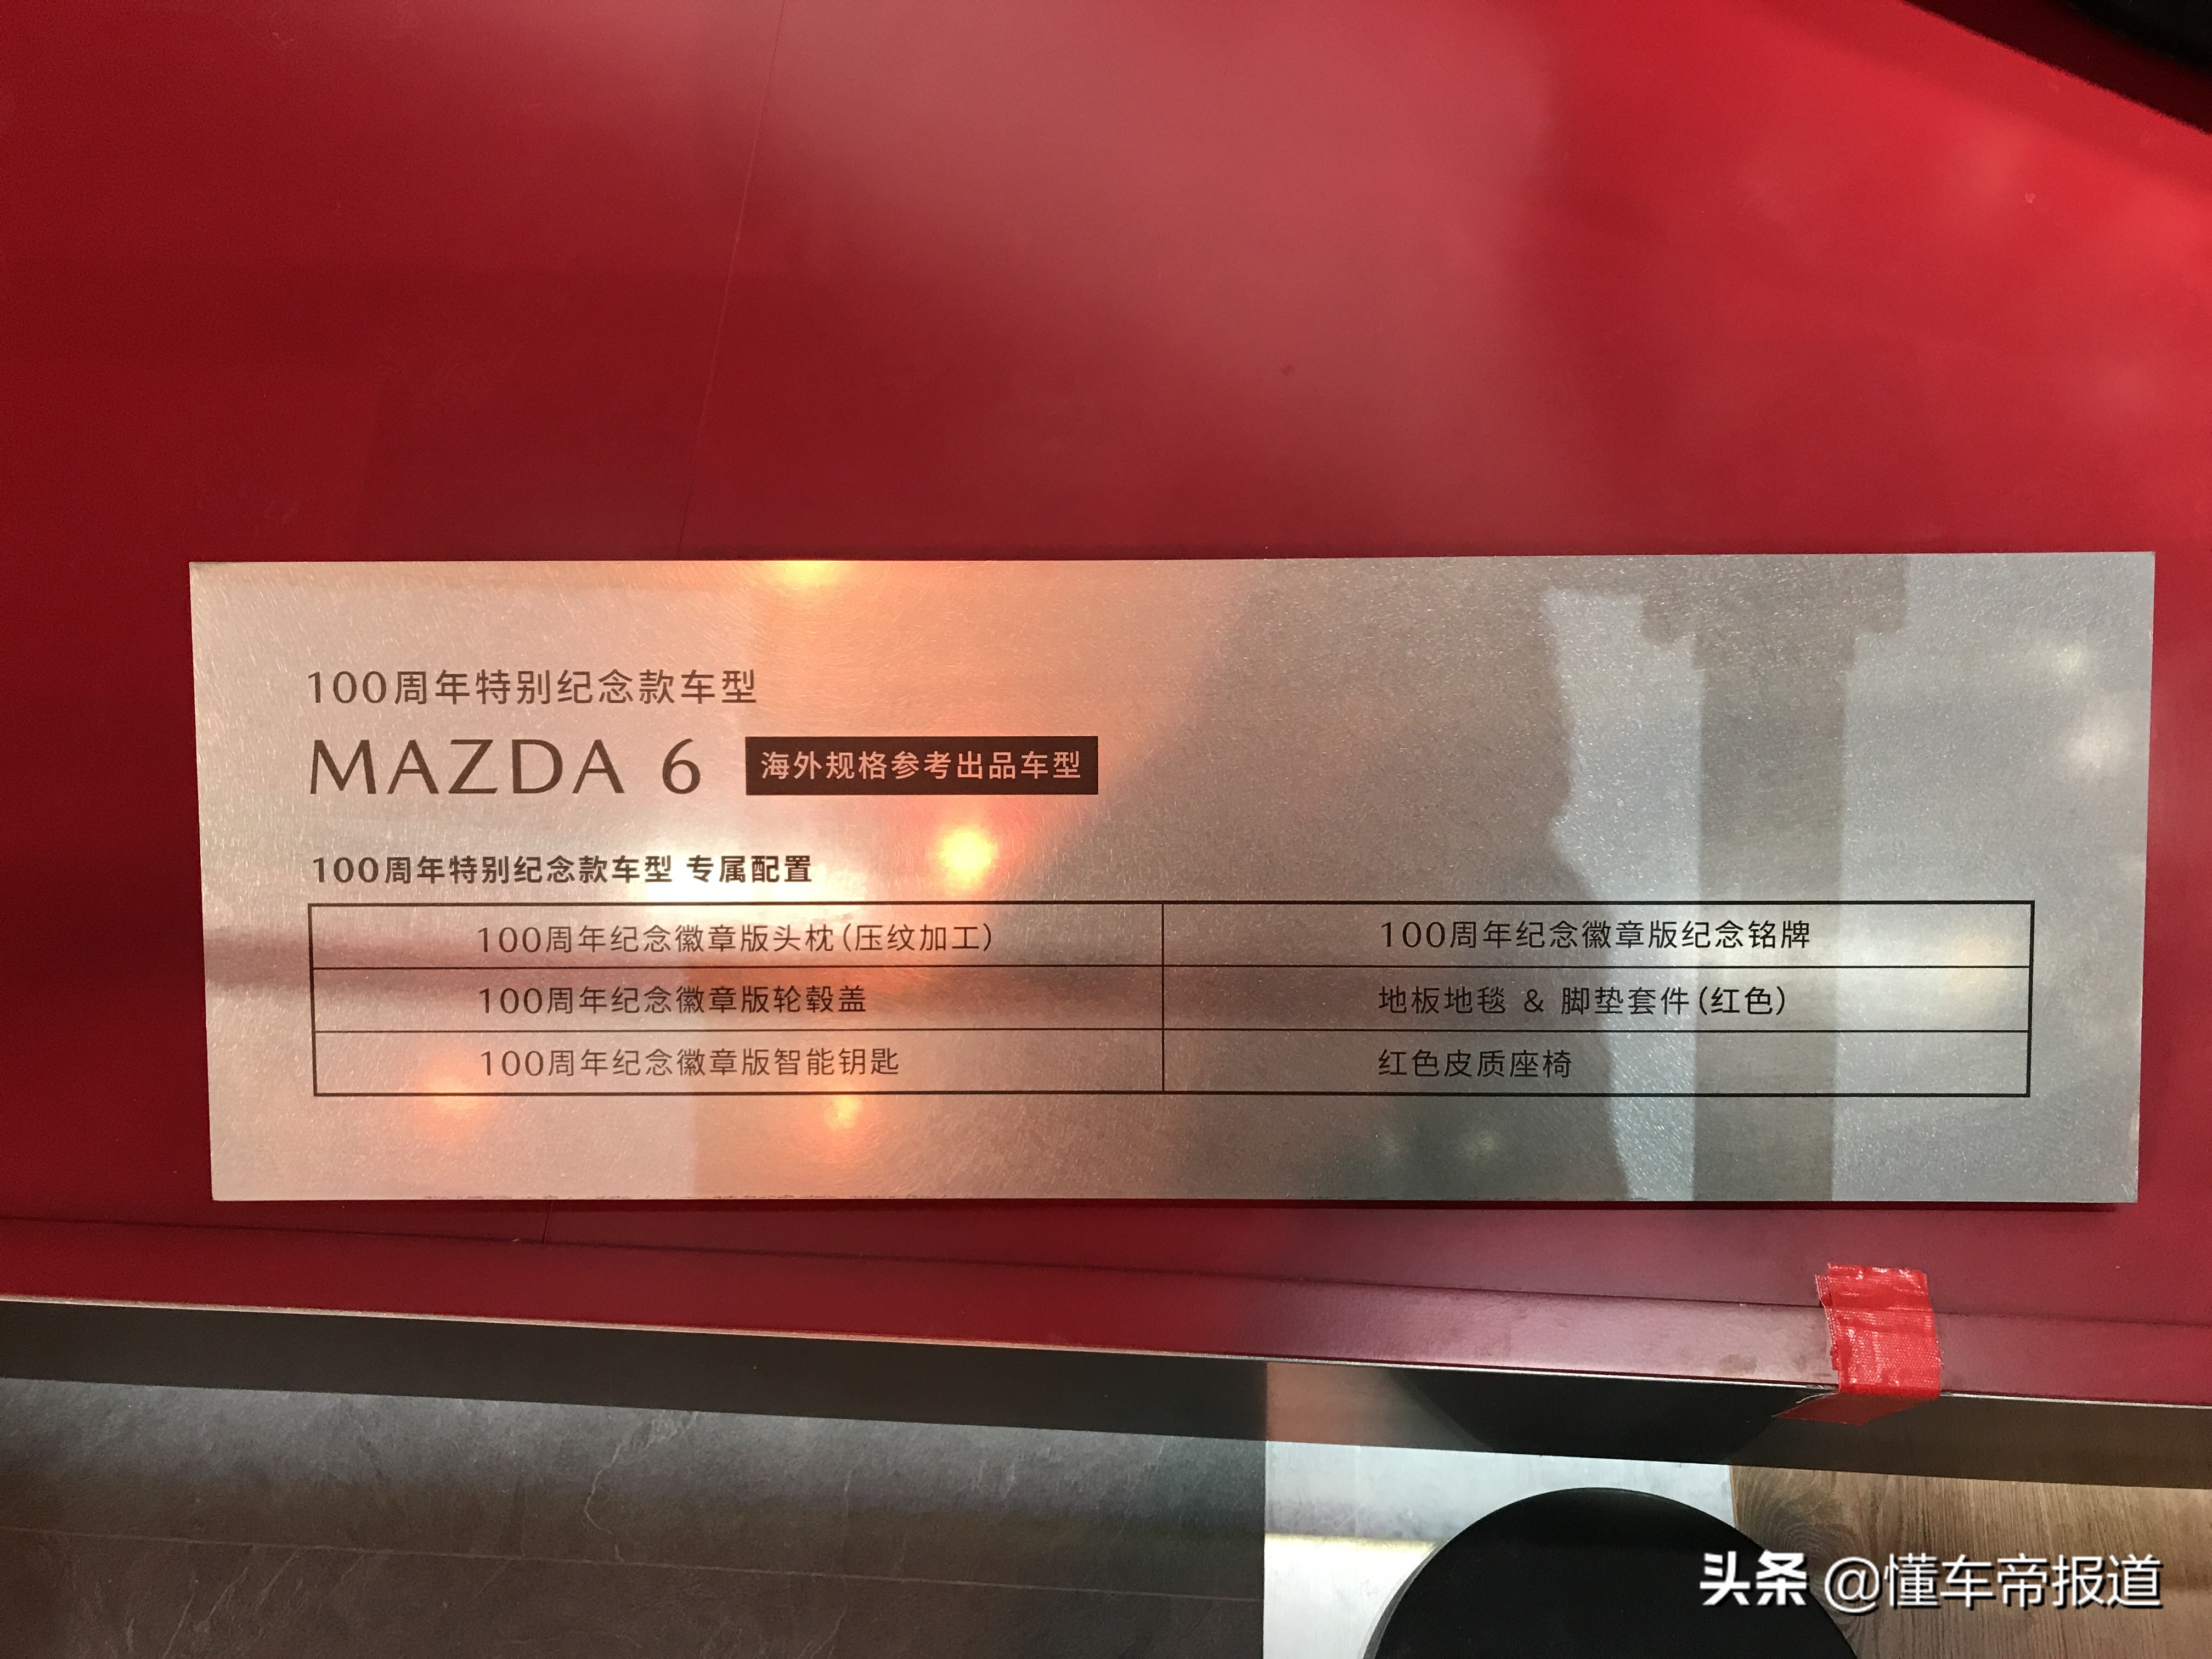 100周年特别纪念款车型
MAZDA 6 海外规格参考出品车型
100周年特别纪念款车型 专属配置
100周年纪念徽章版头枕(压纹加工) 100周年纪念徽章版纪念铭牌
100周年纪念徽章版轮毂盖 地板地毯 & 脚垫套件(红色)
100周年纪念徽章版智能钥匙 红色皮质座椅
头条 @懂车帝报道